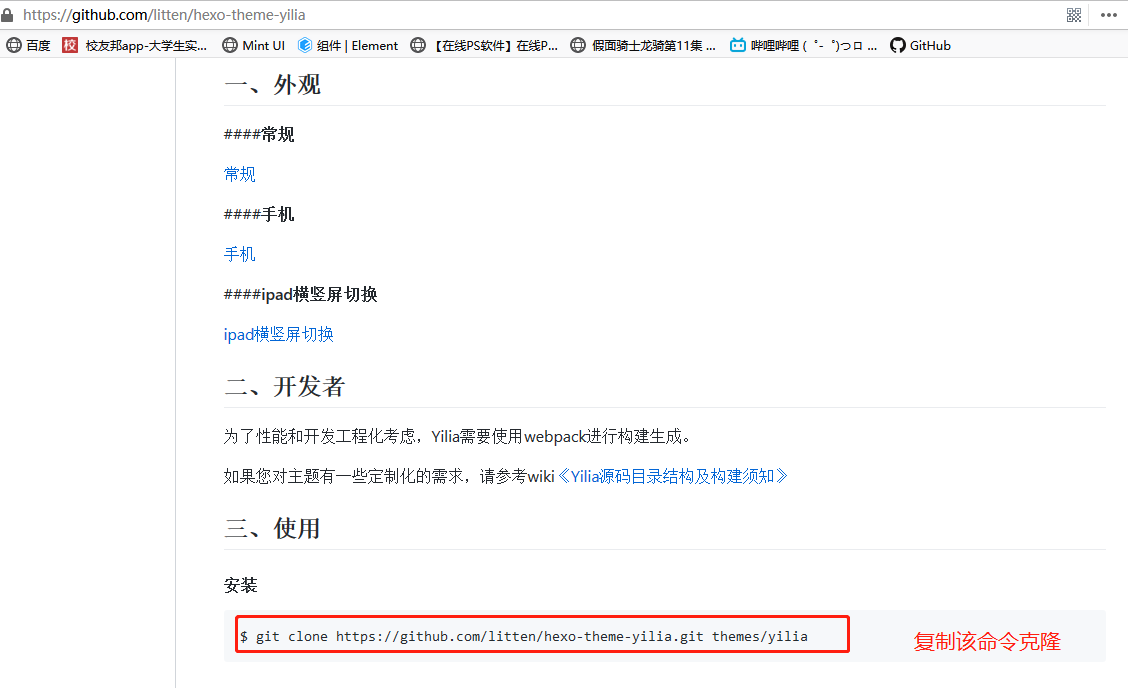 https://github.com/litten/hexo-theme-yilia
百度 校 校友邦app-大学生实... Mint UI 组件 | Element 【在线PS软件】在线P... 假面骑士龙骑第11集 ... 哔哩哔哩 ( ゜- ゜)つロ ... GitHub
一、外观
####常规
常规
####手机
手机
####ipad横竖屏切换
ipad横竖屏切换
二、开发者
为了性能和开发工程化考虑，Yilia需要使用webpack进行构建生成。
如果您对主题有一些定制化的需求，请参考wiki《Yilia源码目录结构及构建须知》
三、使用
安装
$ git clone https://github.com/litten/hexo-theme-yilia.git themes/yilia
复制该命令克隆